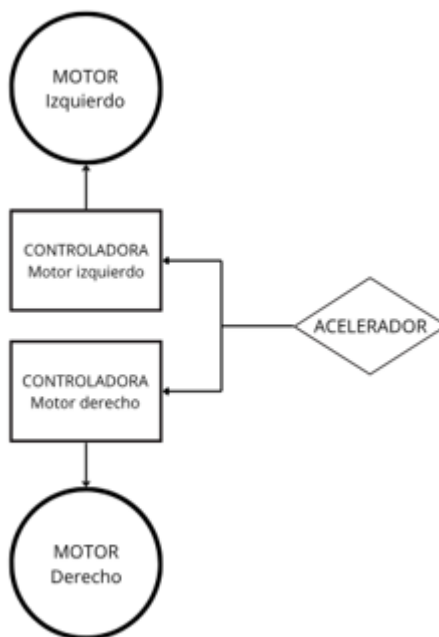 MOTOR
Izquierdo
CONTROLADORA
Motor izquierdo
ACELERADOR
CONTROLADORA
Motor derecho
MOTOR
Derecho